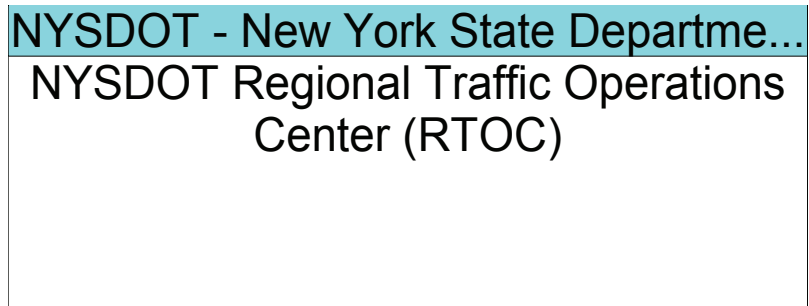 NYSDOT - New York State Departme...
NYSDOT Regional Traffic Operations
Center (RTOC)